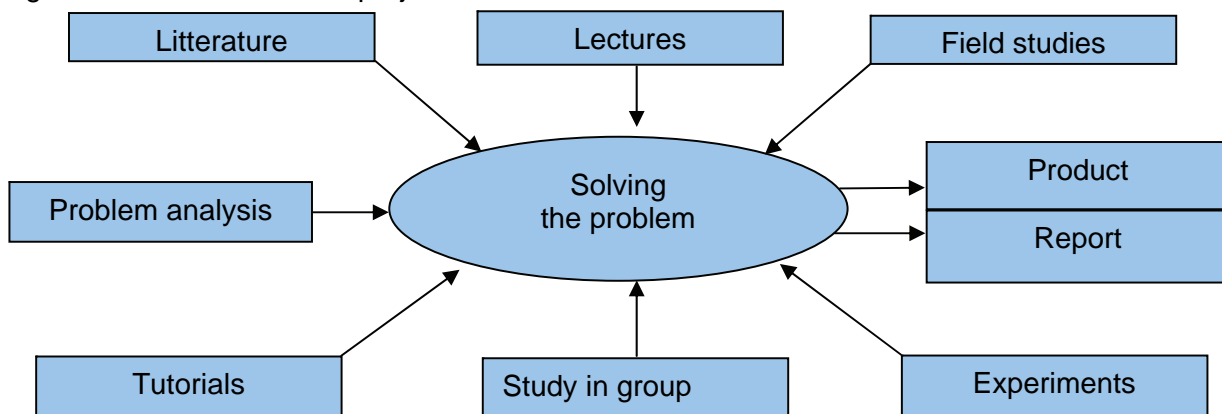 Litterature
Lectures
Field studies
Problem analysis
Solving
the problem
Product
Report
Tutorials
Study in group
Experiments